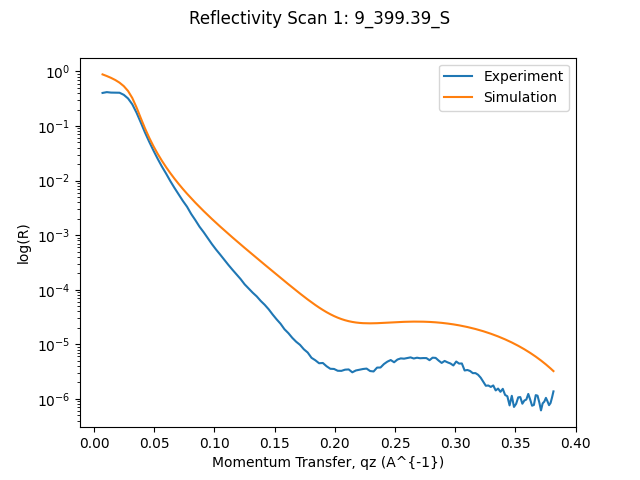 Reflectivity Scan 1: 9_399.39_S
Experiment
Simulation
10^0
10^{-1}
10^{-2}
10^{-3}
10^{-4}
10^{-5}
10^{-6}
log(R)
0.00 0.05 0.10 0.15 0.20 0.25 0.30 0.35 0.40
Momentum Transfer, qz (A^{-1})